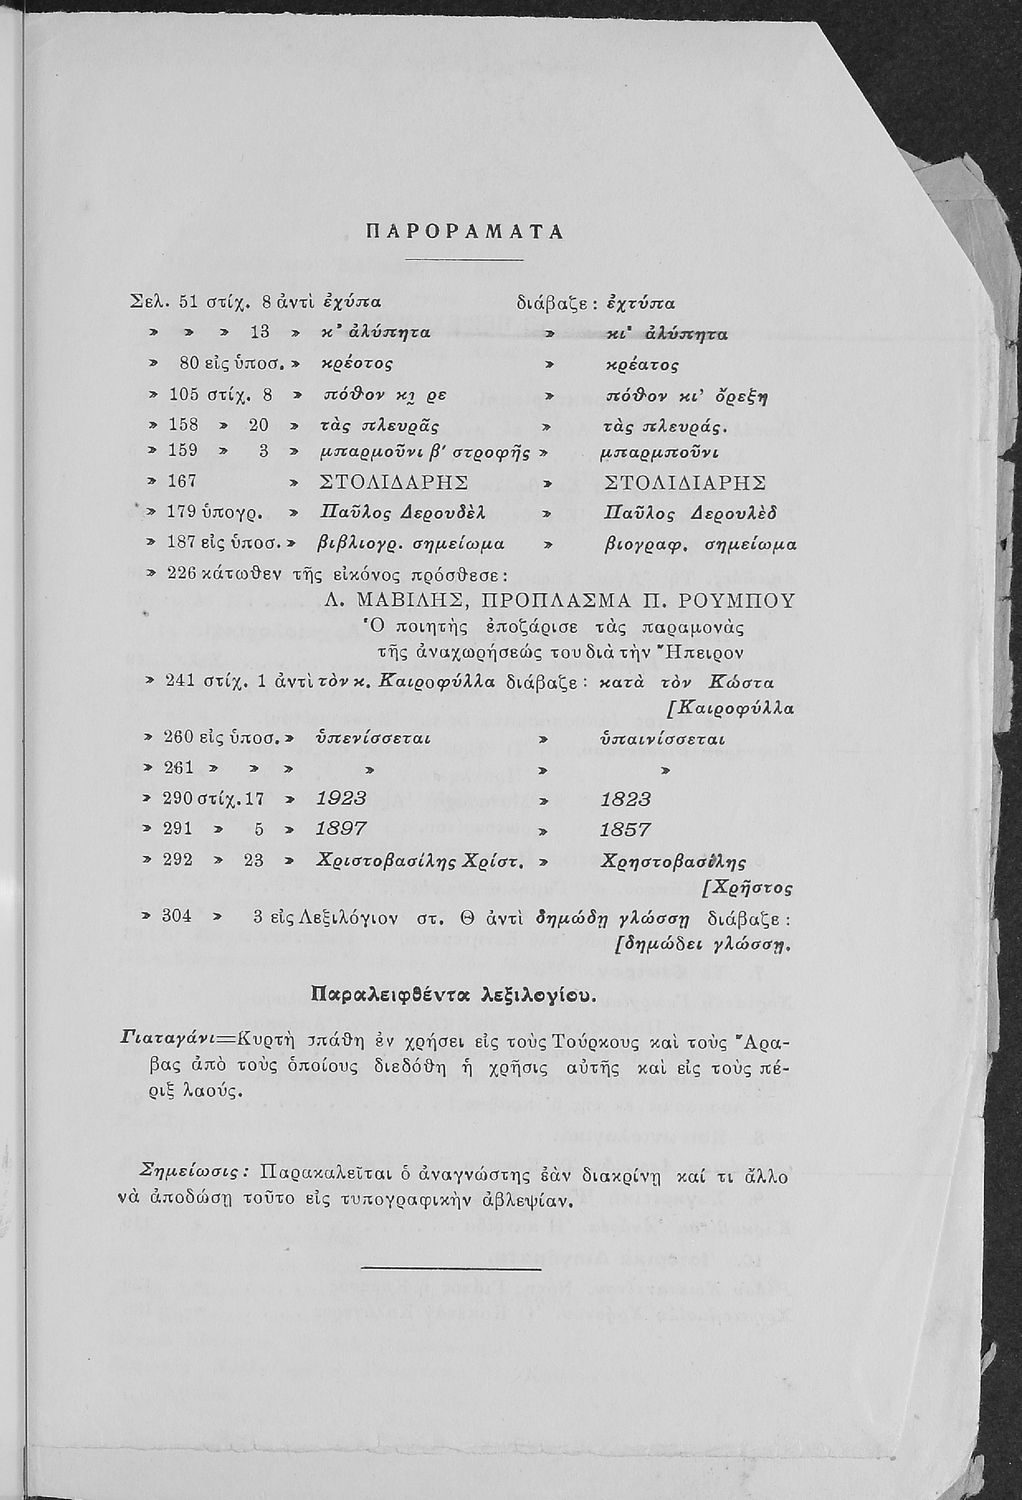 ΠΑΡΟΡΑΜΑΤΑ
Σελ. 51 στίχ. 8 ἀντὶ ἐχύπα διάβαζε : ἐχτύπα
» » » 13 » κ' ἀλύπητα » κι' ἀλύπητα
» 80 εἰς ὑποσ. » κρέοτος » κρέατος
» 105 στίχ. 8 » πόθον κι ρε » πόθον κι' ὄρεξη
» 158 » 20 » τὰς πλευρᾶς » τὰς πλευράς.
» 159 » 3 » μπαρμοῦνι β' στροφῆς » μπαρμποῦνι
» 167 » ΣΤΟΛΙΔΑΡΗΣ » ΣΤΟΛΙΔΙΑΡΗΣ
» 179 ὑπογρ. » Παῦλος Δερουδὲλ » Παῦλος Δερουλὲδ
» 187 εἰς ὑποσ. » βιβλιογρ. σημείωμα » βιογραφ. σημείωμα
» 226 κάτωθεν τῆς εἰκόνος πρόσθεσε :
Λ. ΜΑΒΙΛΗΣ, ΠΡΟΠΛΑΣΜΑ Π. ΡΟΥΜΠΟΥ
Ὁ ποιητὴς ἐποζάρισε τὰς παραμονὰς
τῆς ἀναχωρήσεώς του διὰ τὴν Ἤπειρον
» 241 στίχ. 1 ἀντὶ τὸν κ. Καιροφύλλα διάβαζε : κατὰ τὸν Κώστα
[Καιροφύλλα
» 260 εἰς ὑποσ. » ὑπενίσσεται » ὑπαινίσσεται
» 261 » » » » » »
» 290 στίχ. 17 » 1923 » 1823
» 291 » 5 » 1897 » 1857
» 292 » 23 » Χριστοβασίλης Χρίστ. » Χρηστοβασίλης
[Χρῆστος
» 304 » 3 εἰς Λεξιλόγιον στ. Θ ἀντὶ δημώδη γλώσσῃ διάβαζε :
[δημώδει γλώσσῃ.
Παραλειφθέντα λεξιλογίου.
Γιαταγάνι=Κυρτὴ σπάθη ἐν χρήσει εἰς τοὺς Τούρκους καὶ τοὺς Ἄρα-
βας ἀπὸ τοὺς ὁποίους διεδόθη ἡ χρῆσις αὐτῆς καὶ εἰς τοὺς πέ-
ριξ λαούς.
Σημείωσις : Παρακαλεῖται ὁ ἀναγνώστης ἐὰν διακρίνῃ καί τι ἄλλο
νὰ ἀποδώσῃ τοῦτο εἰς τυπογραφικὴν ἀβλεψίαν.